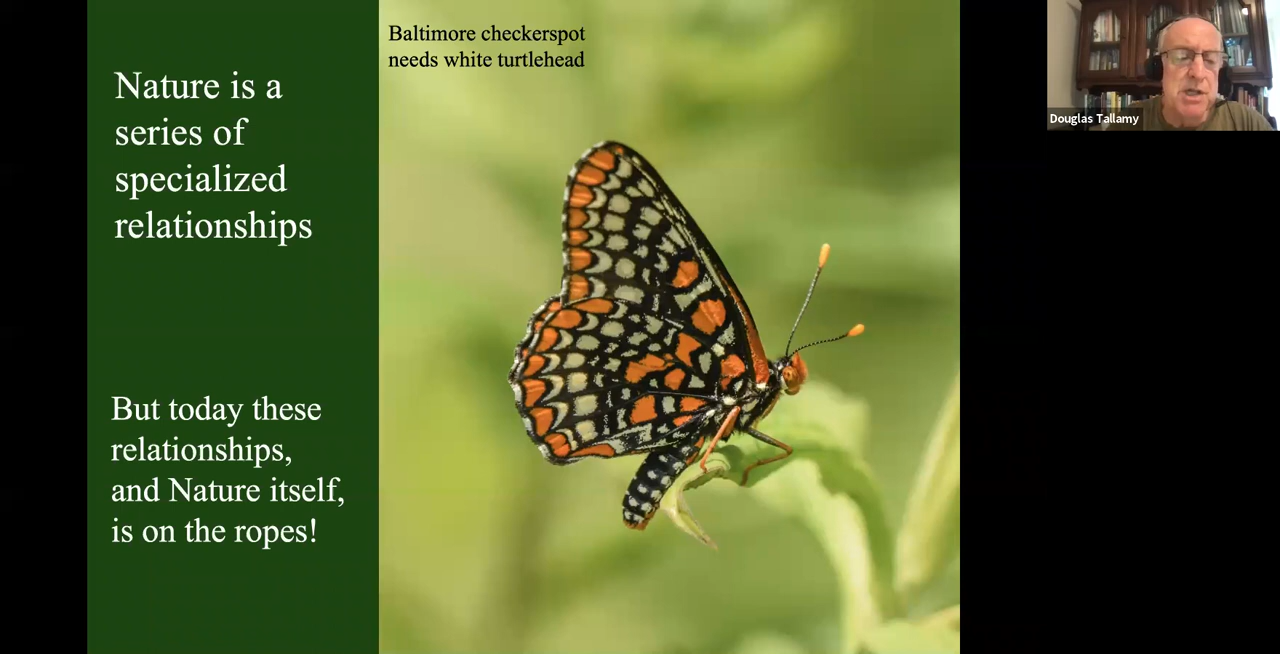 Nature is a
series of
specialized
relationships
But today these
relationships,
and Nature itself,
is on the ropes!
Baltimore checkerspot
needs white turtlehead
Douglas Tallamy